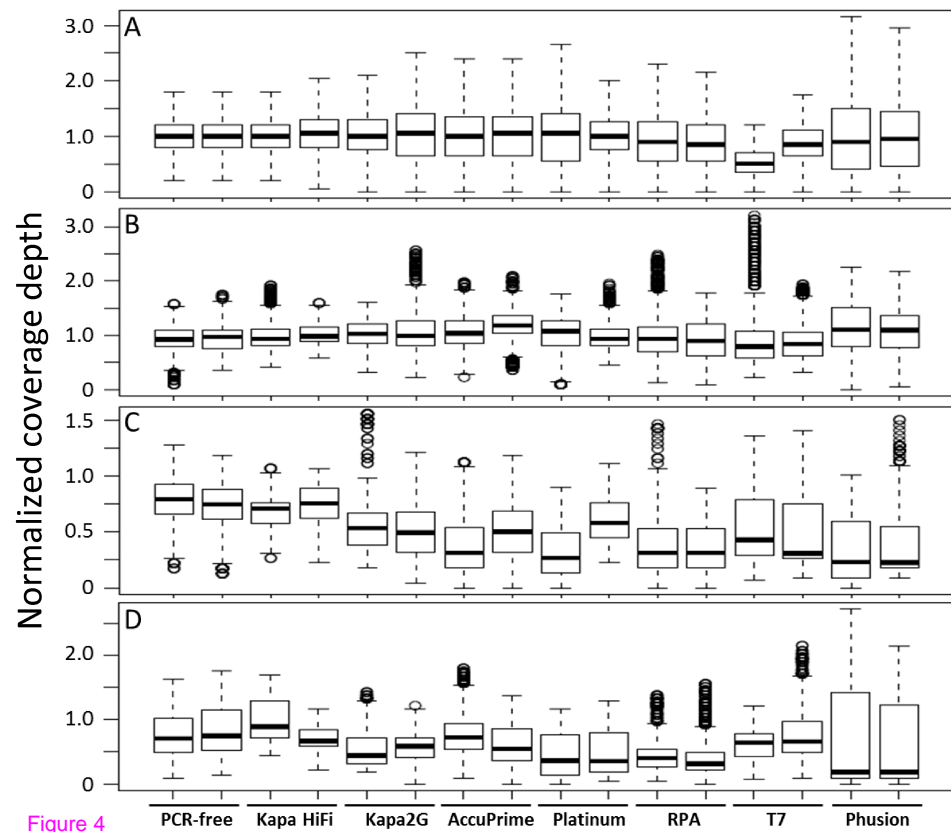 A
3.0
2.0
1.0
0
B
3.0
2.0
1.0
0
C
1.5
1.0
0.5
0
D
2.0
1.0
0
Normalized coverage depth
PCR-free Kapa HiFi Kapa2G AccuPrime Platinum RPA T7 Phusion
Figure 4